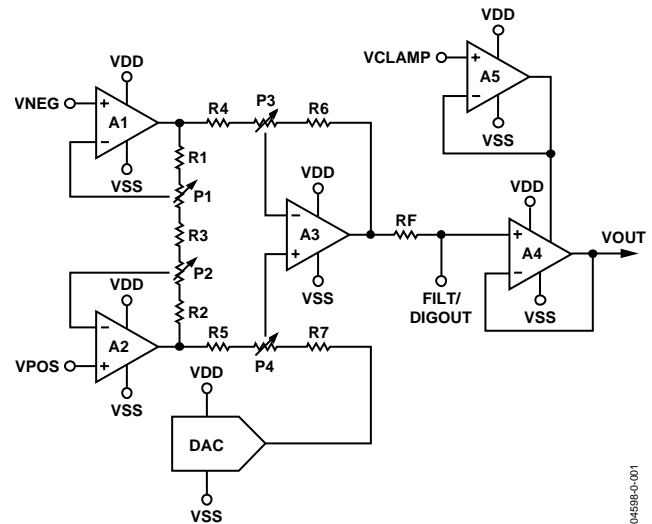 VDD
VDD
VCLAMP
+
A5
–
VSS
VDD
VNEG
+
A1
–
VSS
R4
P3
R6
R1
P1
R3
P2
R2
VDD
–
A3
+
VSS
RF
FILT/
DIGOUT
VDD
+
A4
–
VSS
VOUT
VDD
–
A2
+
VPOS
VSS
R5
P4
R7
VDD
DAC
VSS
04598-0-001